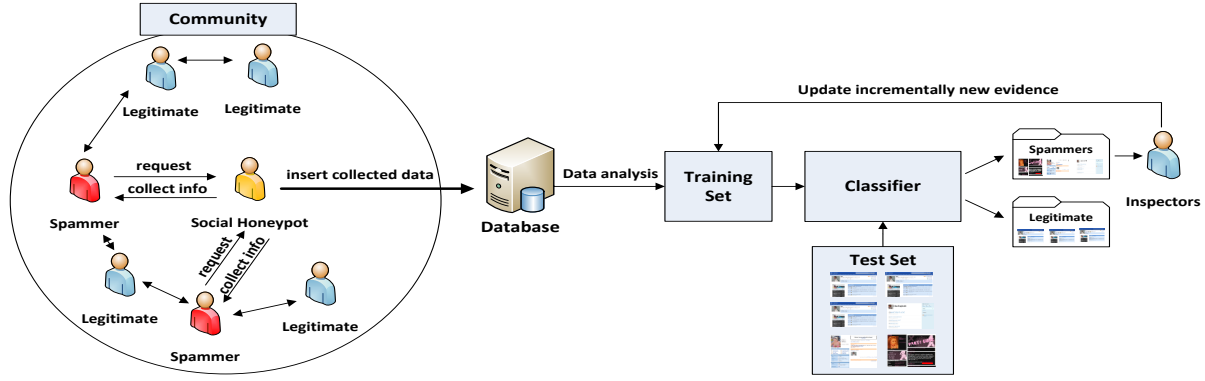 Community
Legitimate
Legitimate
request
collect info
Spammer
Social Honeypot
request
collect info
Legitimate
Legitimate
Spammer
insert collected data
Database
Data analysis
Update incrementally new evidence
Training
Set
Classifier
Test Set
Spammers
Legitimate
Inspectors